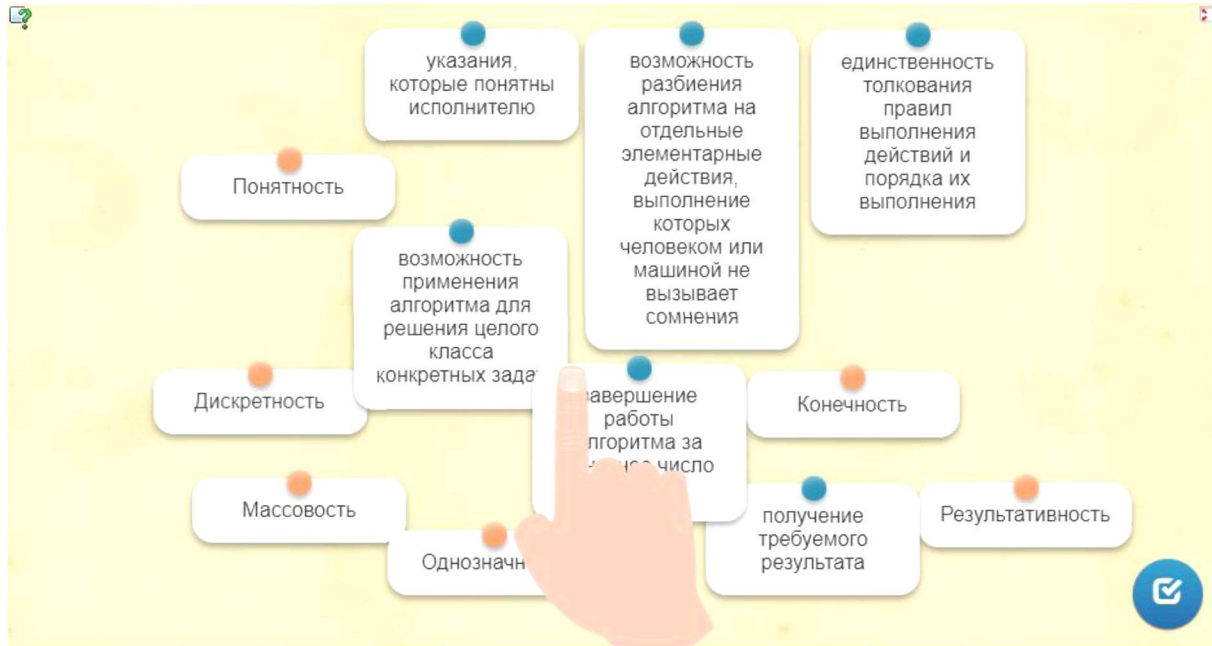 указания,
которые понятны
исполнителю
возможность
разбиения
алгоритма на
отдельные
элементарные
действия,
выполнение
которых
человеком или
машиной не
вызывает
сомнения
единственность
толкования
правил
выполнения
действий и
порядка их
выполнения
Понятность
возможность
применения
алгоритма для
решения целого
класса
конкретных
Дискретность
работы
за
число
Конечность
Массовость
получение
требуемого
результата
Результативность